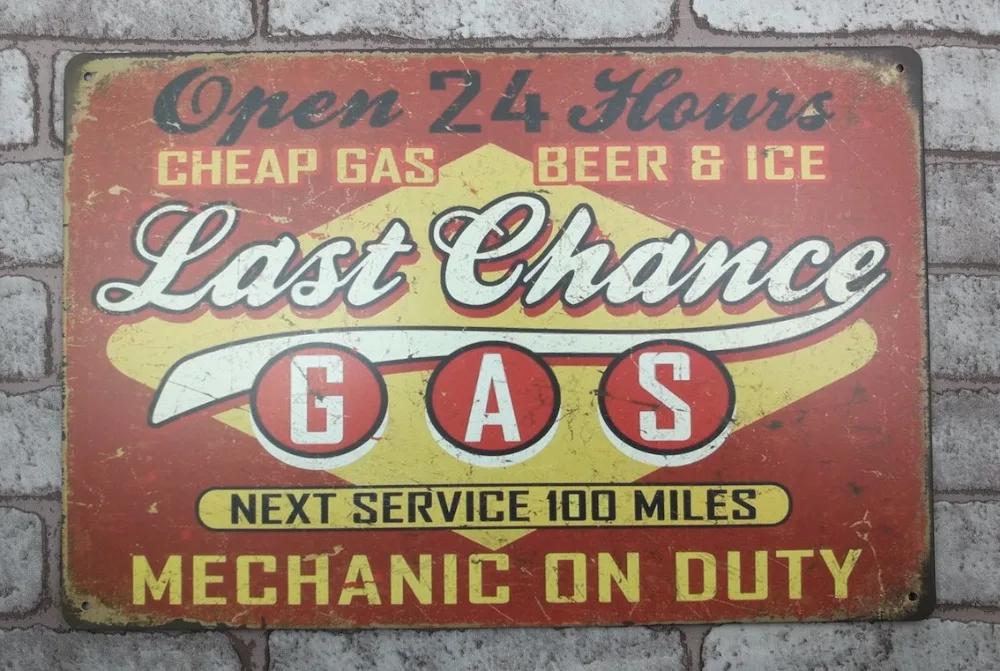 Open 24 Hours
CHEAP GAS BEER & ICE
Last Chance
GAS
NEXT SERVICE 100 MILES
MECHANIC ON DUTY